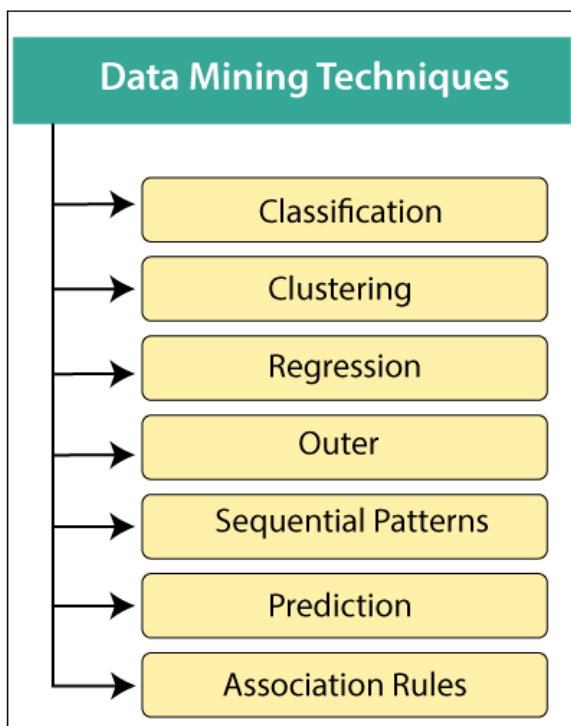 Data Mining Techniques
Classification
Clustering
Regression
Outer
Sequential Patterns
Prediction
Association Rules